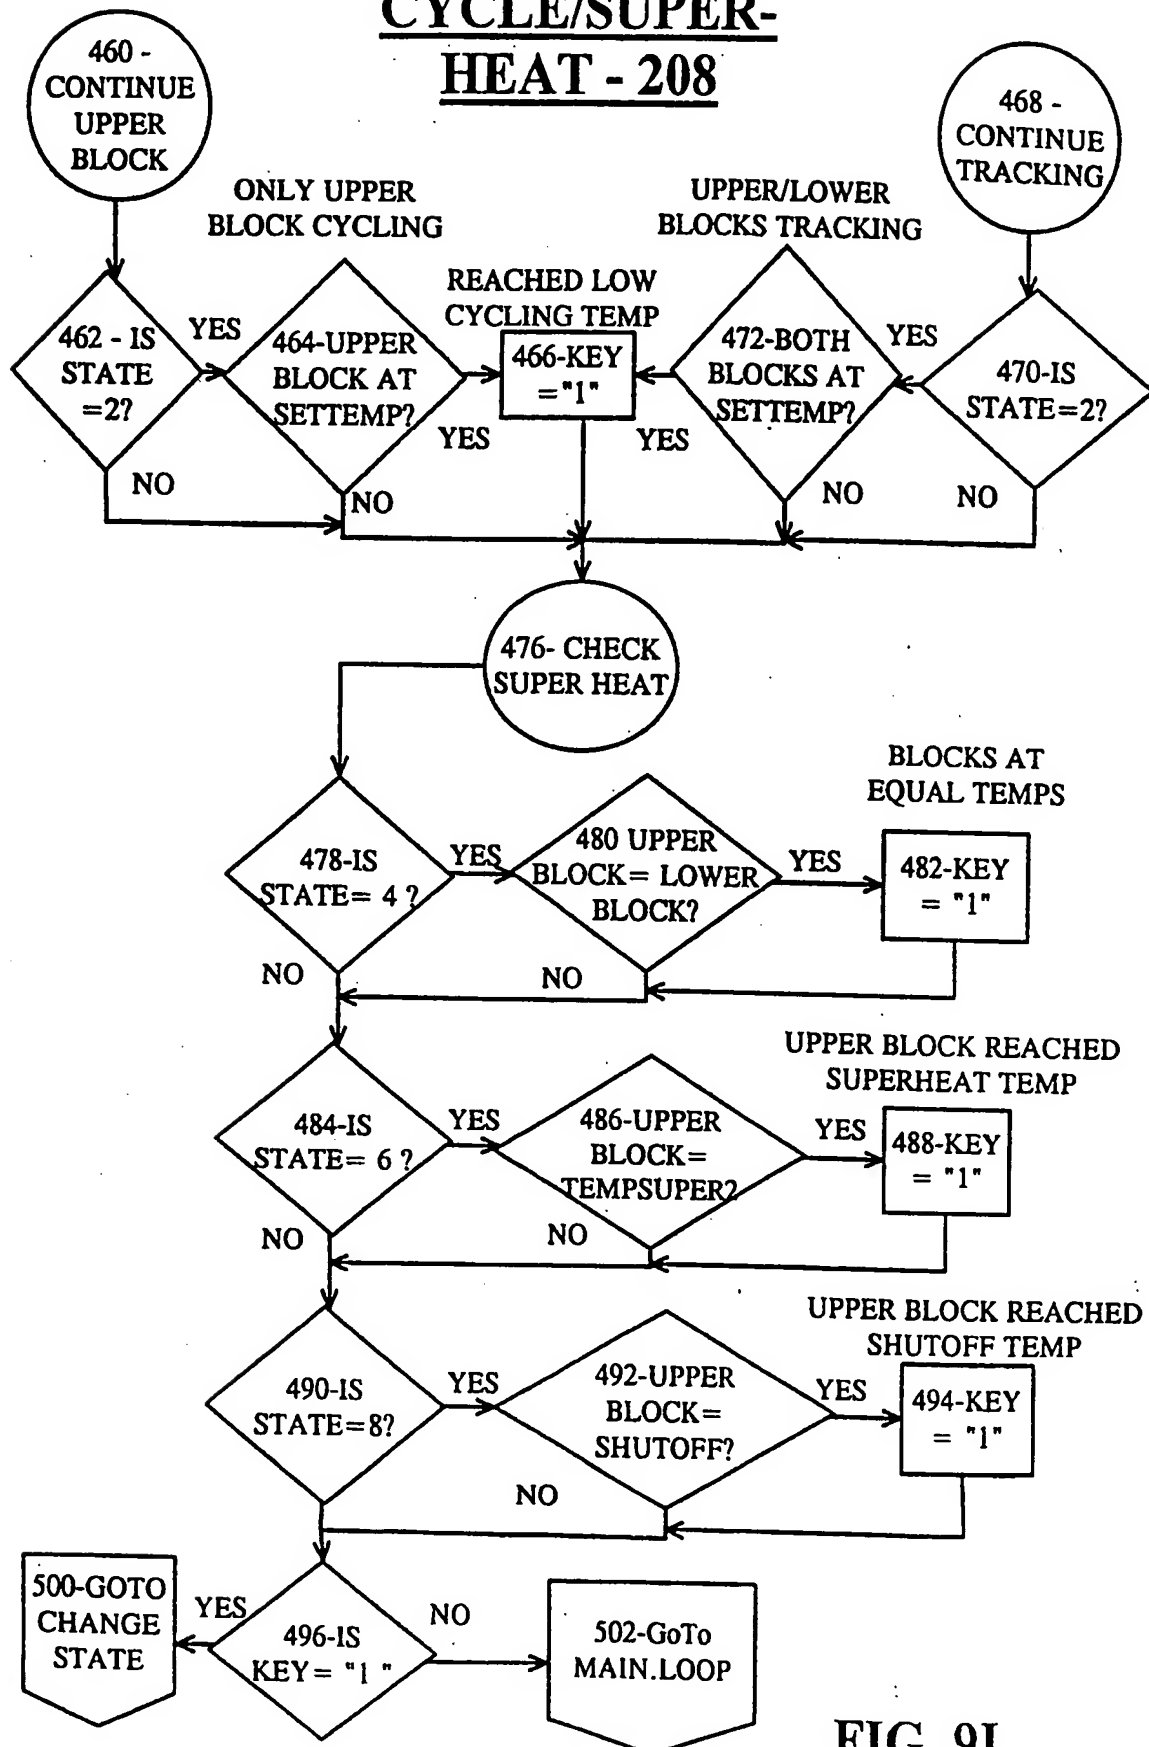 CYCLE/SUPER-
HEAT - 208
460 -
CONTINUE
UPPER
BLOCK
468 -
CONTINUE
TRACKING
ONLY UPPER
BLOCK CYCLING
UPPER/LOWER
BLOCKS TRACKING
REACHED LOW
CYCLING TEMP
462 - IS
STATE
=2?
YES
464-UPPER
BLOCK AT
SETTEMP?
YES
466-KEY
="1"
YES
472-BOTH
BLOCKS AT
SETTEMP?
YES
470-IS
STATE=2?
NO
NO
NO
NO
476- CHECK
SUPER HEAT
BLOCKS AT
EQUAL TEMPS
478-IS
STATE= 4 ?
YES
480 UPPER
BLOCK= LOWER
BLOCK?
YES
482-KEY
= "1"
NO
NO
UPPER BLOCK REACHED
SUPERHEAT TEMP
484-IS
STATE= 6 ?
YES
486-UPPER
BLOCK=
TEMPSUPER?
YES
488-KEY
= "1"
NO
NO
UPPER BLOCK REACHED
SHUTOFF TEMP
490-IS
STATE=8?
YES
492-UPPER
BLOCK=
SHUTOFF?
YES
494-KEY
= "1"
NO
500-GOTO
CHANGE
STATE
YES
496-IS
KEY= "1 "
NO
502-GoTo
MAIN.LOOP